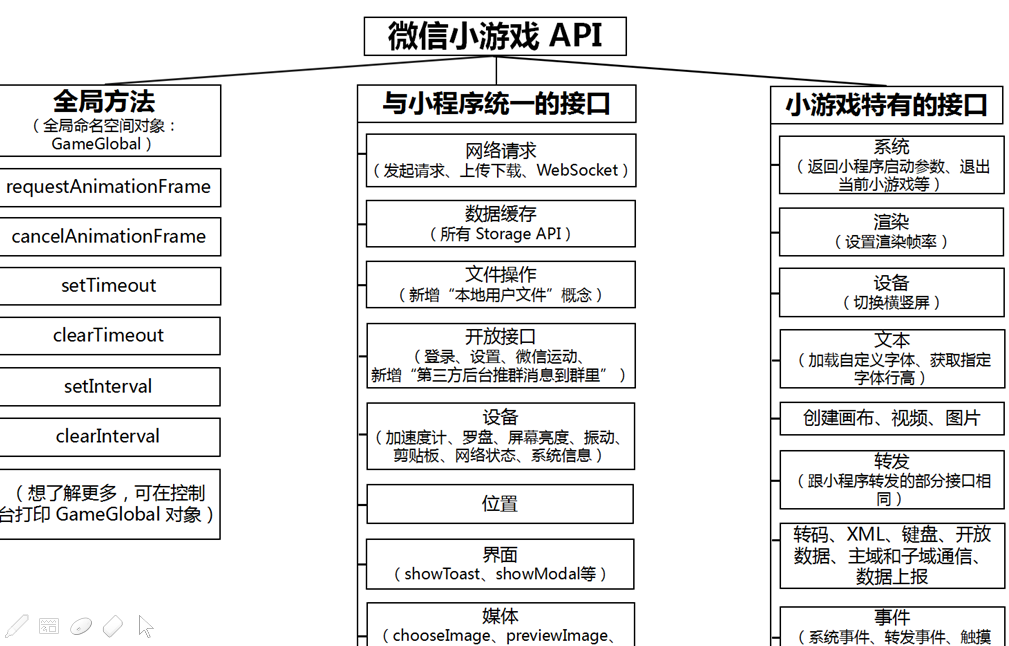 微信小游戏 API
全局方法
（全局命名空间对象：
GameGlobal）
requestAnimationFrame
cancelAnimationFrame
setTimeout
clearTimeout
setInterval
clearInterval
（想了解更多，可在控制
台打印 GameGlobal 对象）
与小程序统一的接口
网络请求
（发起请求、上传下载、WebSocket）
数据缓存
（所有 Storage API）
文件操作
（新增“本地用户文件”概念）
开放接口
（登录、设置、微信运动、
新增“第三方后台推群消息到群里”）
设备
（加速度计、罗盘、屏幕亮度、振动、
剪贴板、网络状态、系统信息）
位置
界面
（showToast、showModal等）
媒体
（chooseImage、previewImage、
小游戏特有的接口
系统
（返回小程序启动参数、退出
当前小游戏等）
渲染
（设置渲染帧率）
设备
（切换横竖屏）
文本
（加载自定义字体、获取指定
字体行高）
创建画布、视频、图片
转发
（跟小程序转发的部分接口相
同）
转码、XML、键盘、开放
数据、主域和子域通信、
数据上报
事件
（系统事件、转发事件、触摸